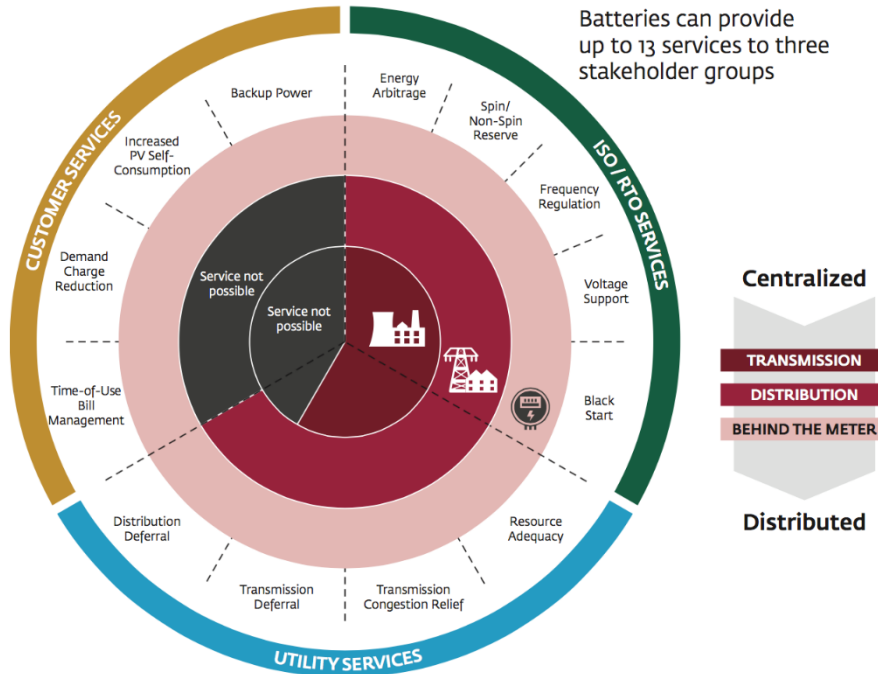 Batteries can provide
up to 13 services to three
stakeholder groups
CUSTOMER SERVICES
ISO / RTO SERVICES
UTILITY SERVICES
Backup Power
Energy
Arbitrage
Spin/
Non-Spin
Reserve
Increased
PV Self-
Consumption
Frequency
Regulation
Demand
Charge
Reduction
Voltage
Support
Time-of-Use
Bill
Management
Black
Start
Distribution
Deferral
Resource
Adequacy
Transmission
Deferral
Transmission
Congestion Relief
Service not
possible
Service not
possible
Centralized
TRANSMISSION
DISTRIBUTION
BEHIND THE METER
Distributed